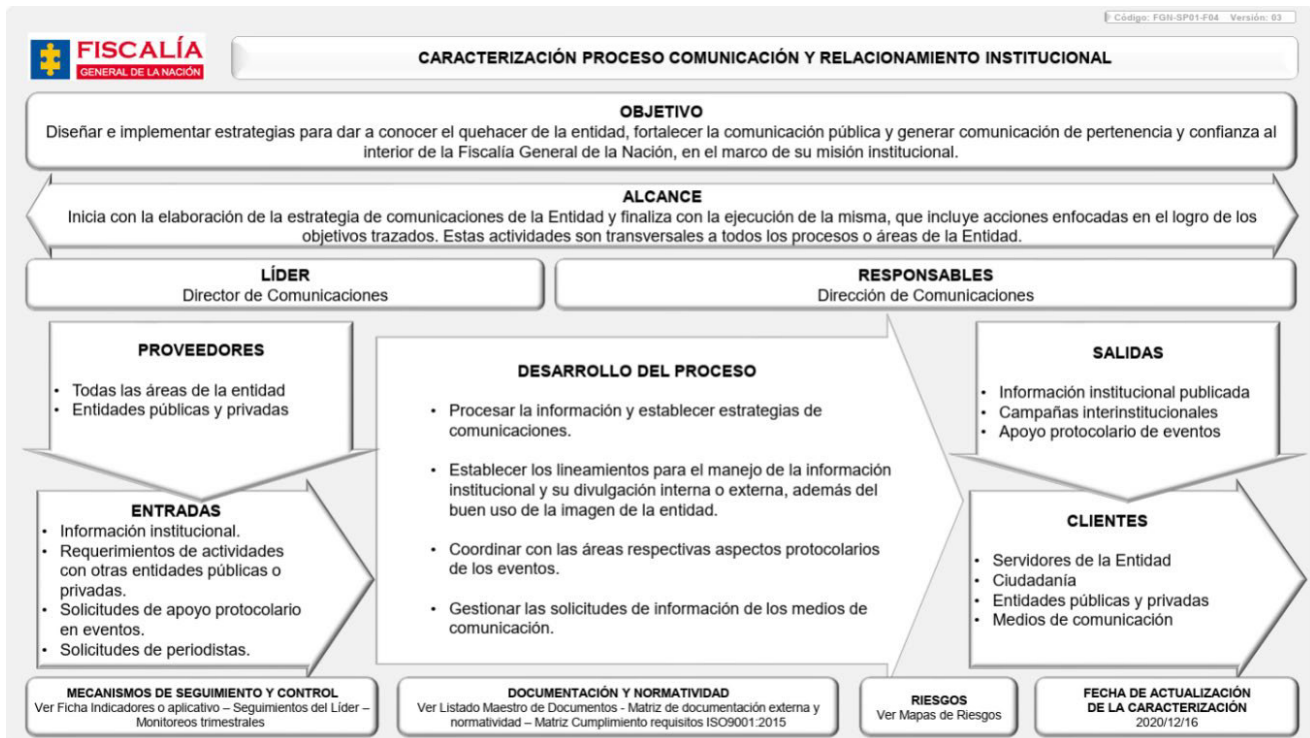 Código: FGN-SP01-F04 Versión: 03
FISCALÍA
GENERAL DE LA NACIÓN
CARACTERIZACIÓN PROCESO COMUNICACIÓN Y RELACIONAMIENTO INSTITUCIONAL
OBJETIVO
Diseñar e implementar estrategias para dar a conocer el quehacer de la entidad, fortalecer la comunicación pública y generar comunicación de pertenencia y confianza al
interior de la Fiscalía General de la Nación, en el marco de su misión institucional.
ALCANCE
Inicia con la elaboración de la estrategia de comunicaciones de la Entidad y finaliza con la ejecución de la misma, que incluye acciones enfocadas en el logro de los
objetivos trazados. Estas actividades son transversales a todos los procesos o áreas de la Entidad.
LÍDER
Director de Comunicaciones
RESPONSABLES
Dirección de Comunicaciones
PROVEEDORES
• Todas las áreas de la entidad
• Entidades públicas y privadas
ENTRADAS
• Información institucional.
• Requerimientos de actividades
con otras entidades públicas o
privadas.
• Solicitudes de apoyo protocolario
en eventos.
• Solicitudes de periodistas.
DESARROLLO DEL PROCESO
• Procesar la información y establecer estrategias de
comunicaciones.
• Establecer los lineamientos para el manejo de la información
institucional y su divulgación interna o externa, además del
buen uso de la imagen de la entidad.
• Coordinar con las áreas respectivas aspectos protocolarios
de los eventos.
• Gestionar las solicitudes de información de los medios de
comunicación.
SALIDAS
• Información institucional publicada
• Campañas interinstitucionales
• Apoyo protocolario de eventos
CLIENTES
• Servidores de la Entidad
• Ciudadanía
• Entidades públicas y privadas
• Medios de comunicación
MECANISMOS DE SEGUIMIENTO Y CONTROL
Ver Ficha Indicadores o aplicativo – Seguimientos del Líder –
Monitoreos trimestrales
DOCUMENTACIÓN Y NORMATIVIDAD
Ver Listado Maestro de Documentos - Matriz de documentación externa y
normatividad – Matriz Cumplimiento requisitos ISO9001:2015
RIESGOS
Ver Mapas de Riesgos
FECHA DE ACTUALIZACIÓN
DE LA CARACTERIZACIÓN
2020/12/16